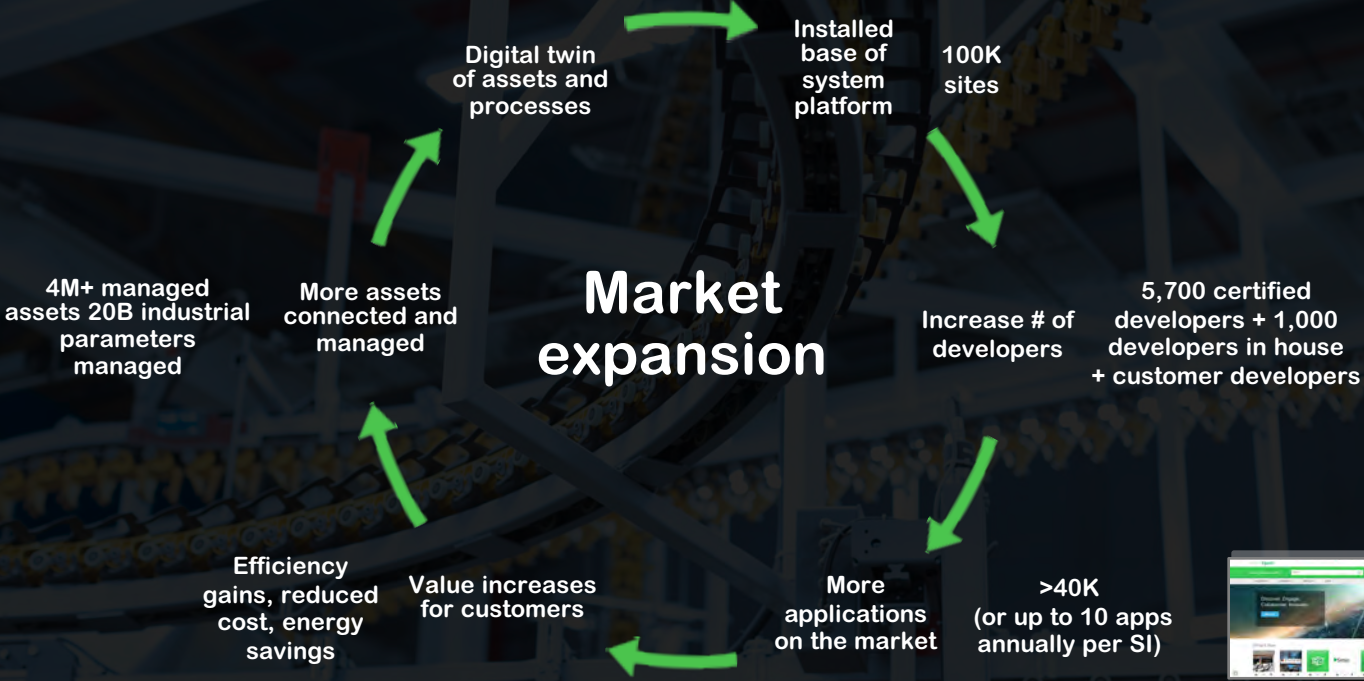 Digital twin
of assets and
processes
Installed
base of
system
platform
100K
sites
4M+ managed
assets 20B industrial
parameters
managed
More assets
connected and
managed
Market
expansion
Increase # of
developers
5,700 certified
developers + 1,000
developers in house
+ customer developers
Efficiency
gains, reduced
cost, energy
savings
Value increases
for customers
More
applications
on the market
>40K
(or up to 10 apps
annually per SI)